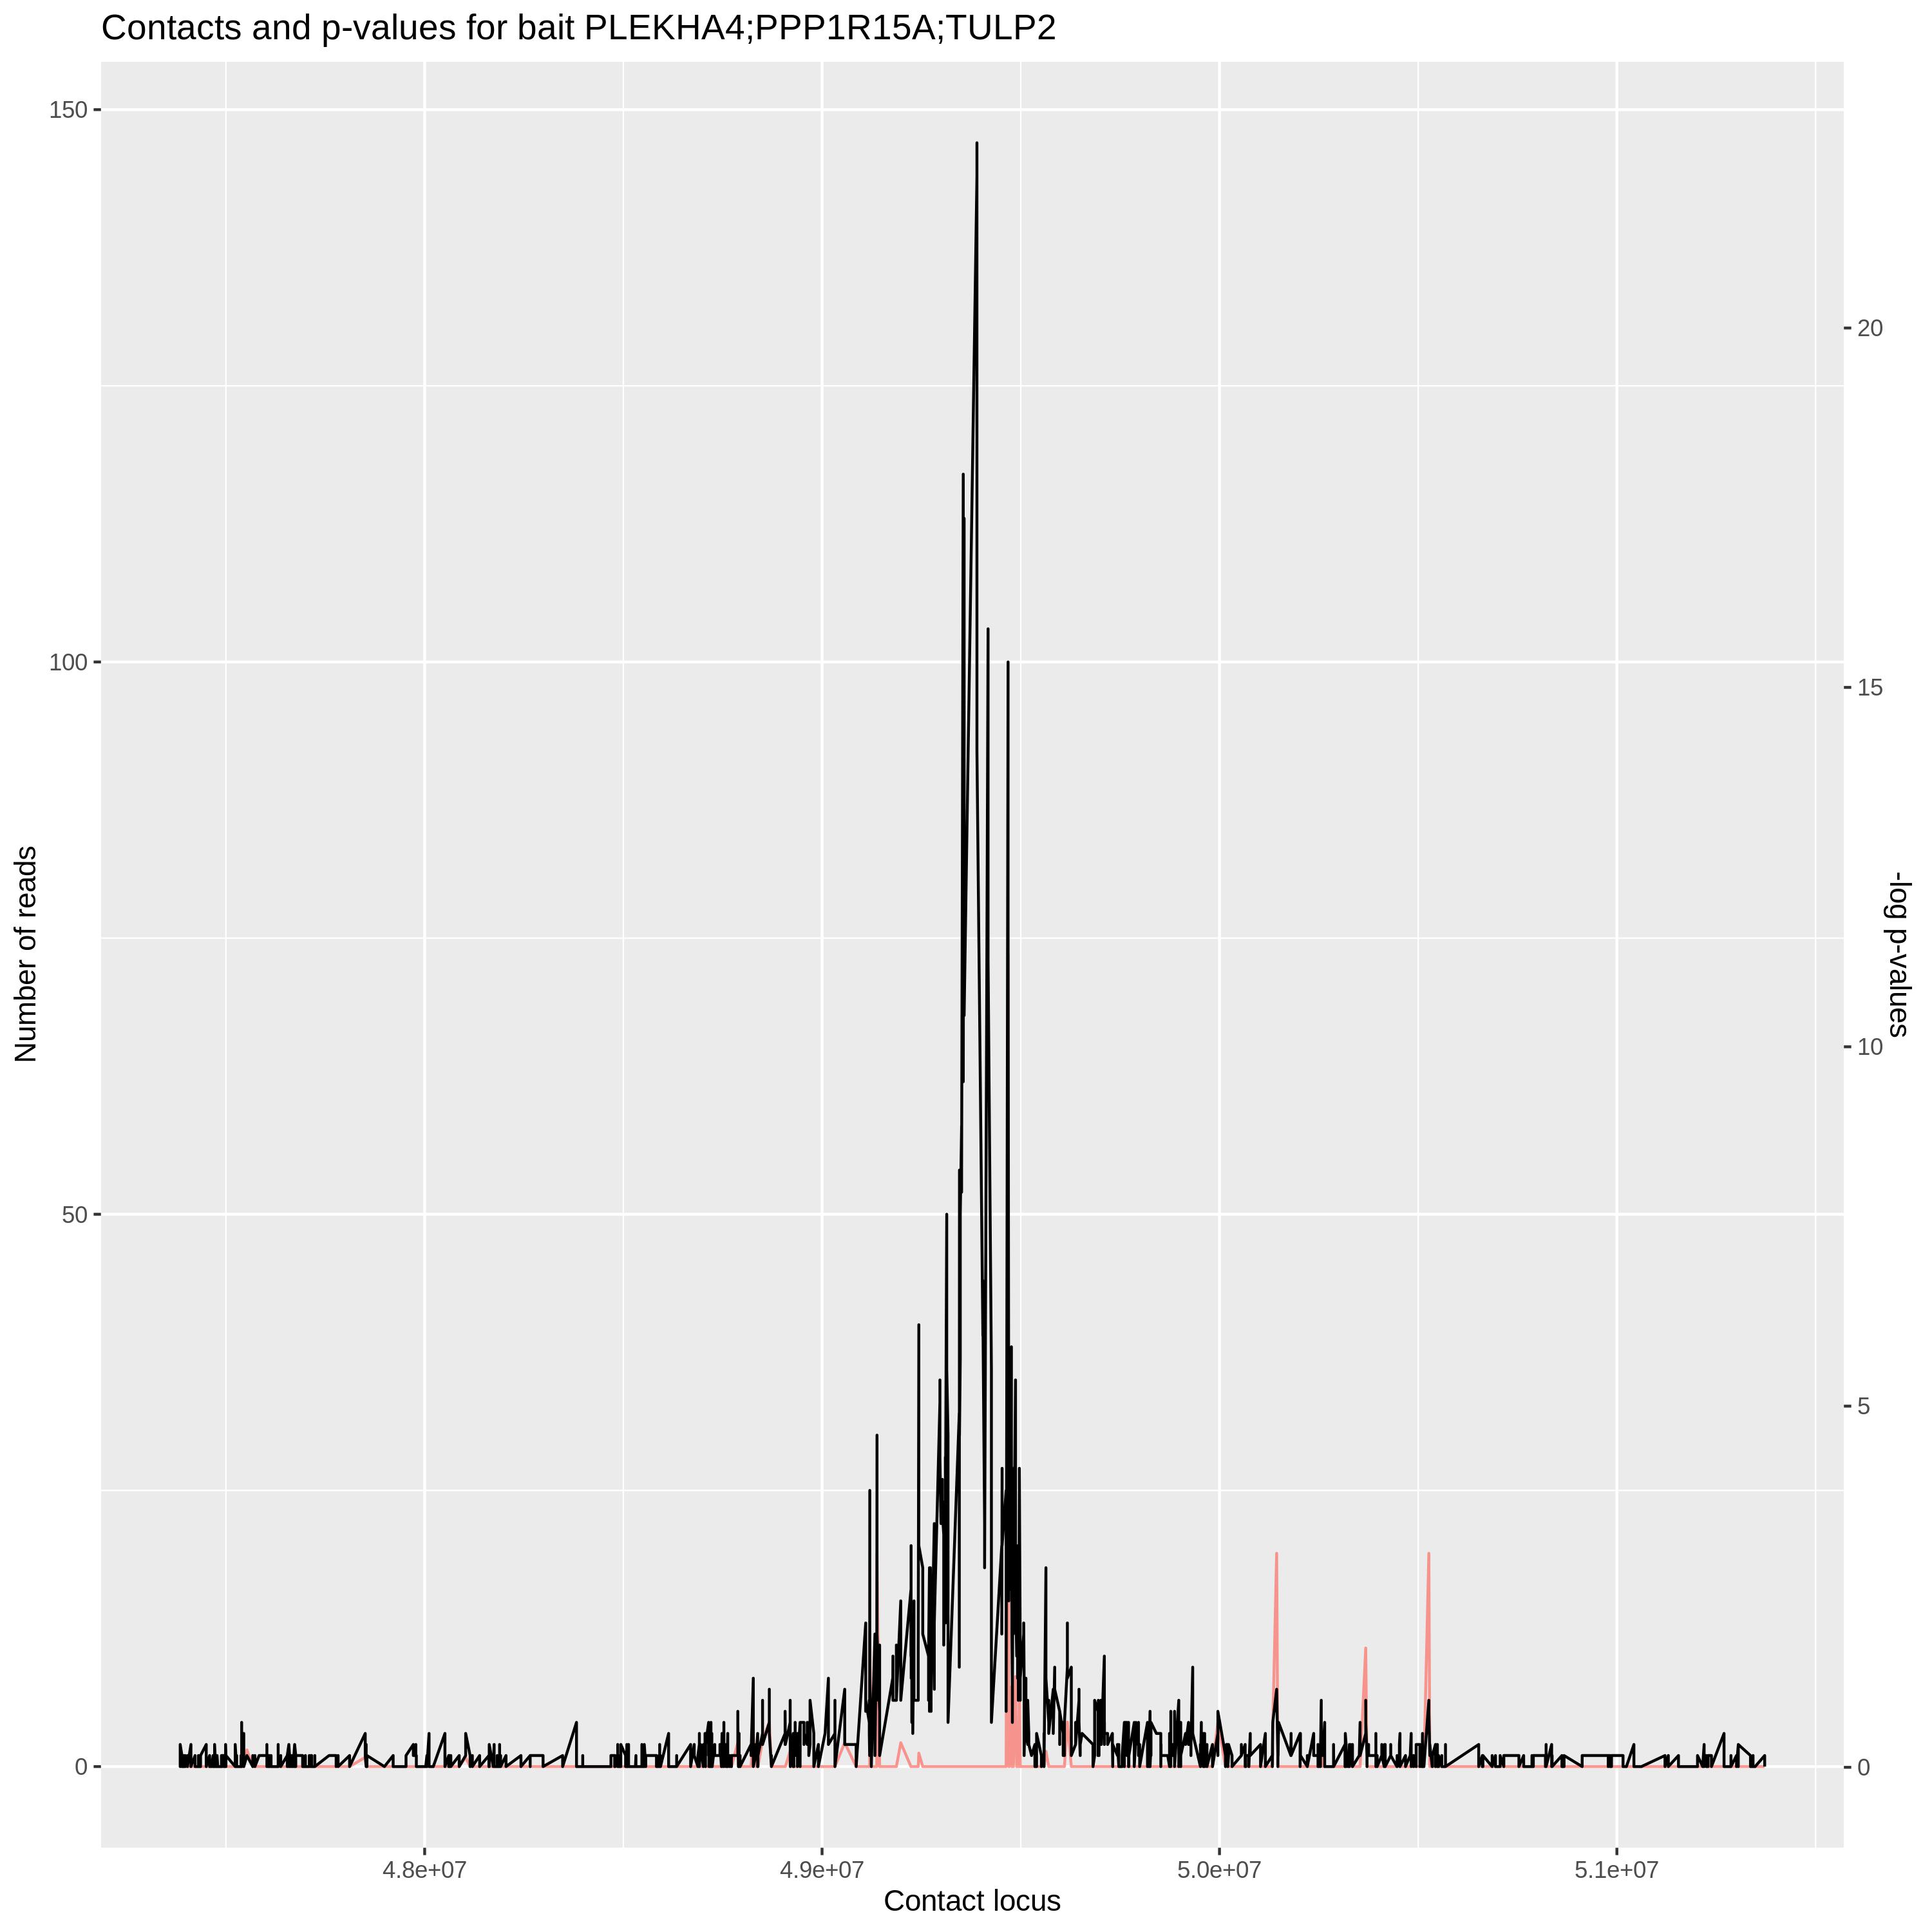 Contacts and p-values for bait PLEKHA4;PPP1R15A;TULP2
150
100
50
0
Number of reads
20
15
10
5
0
-log p-values
4.8e+07
4.9e+07
5.0e+07
5.1e+07
Contact locus